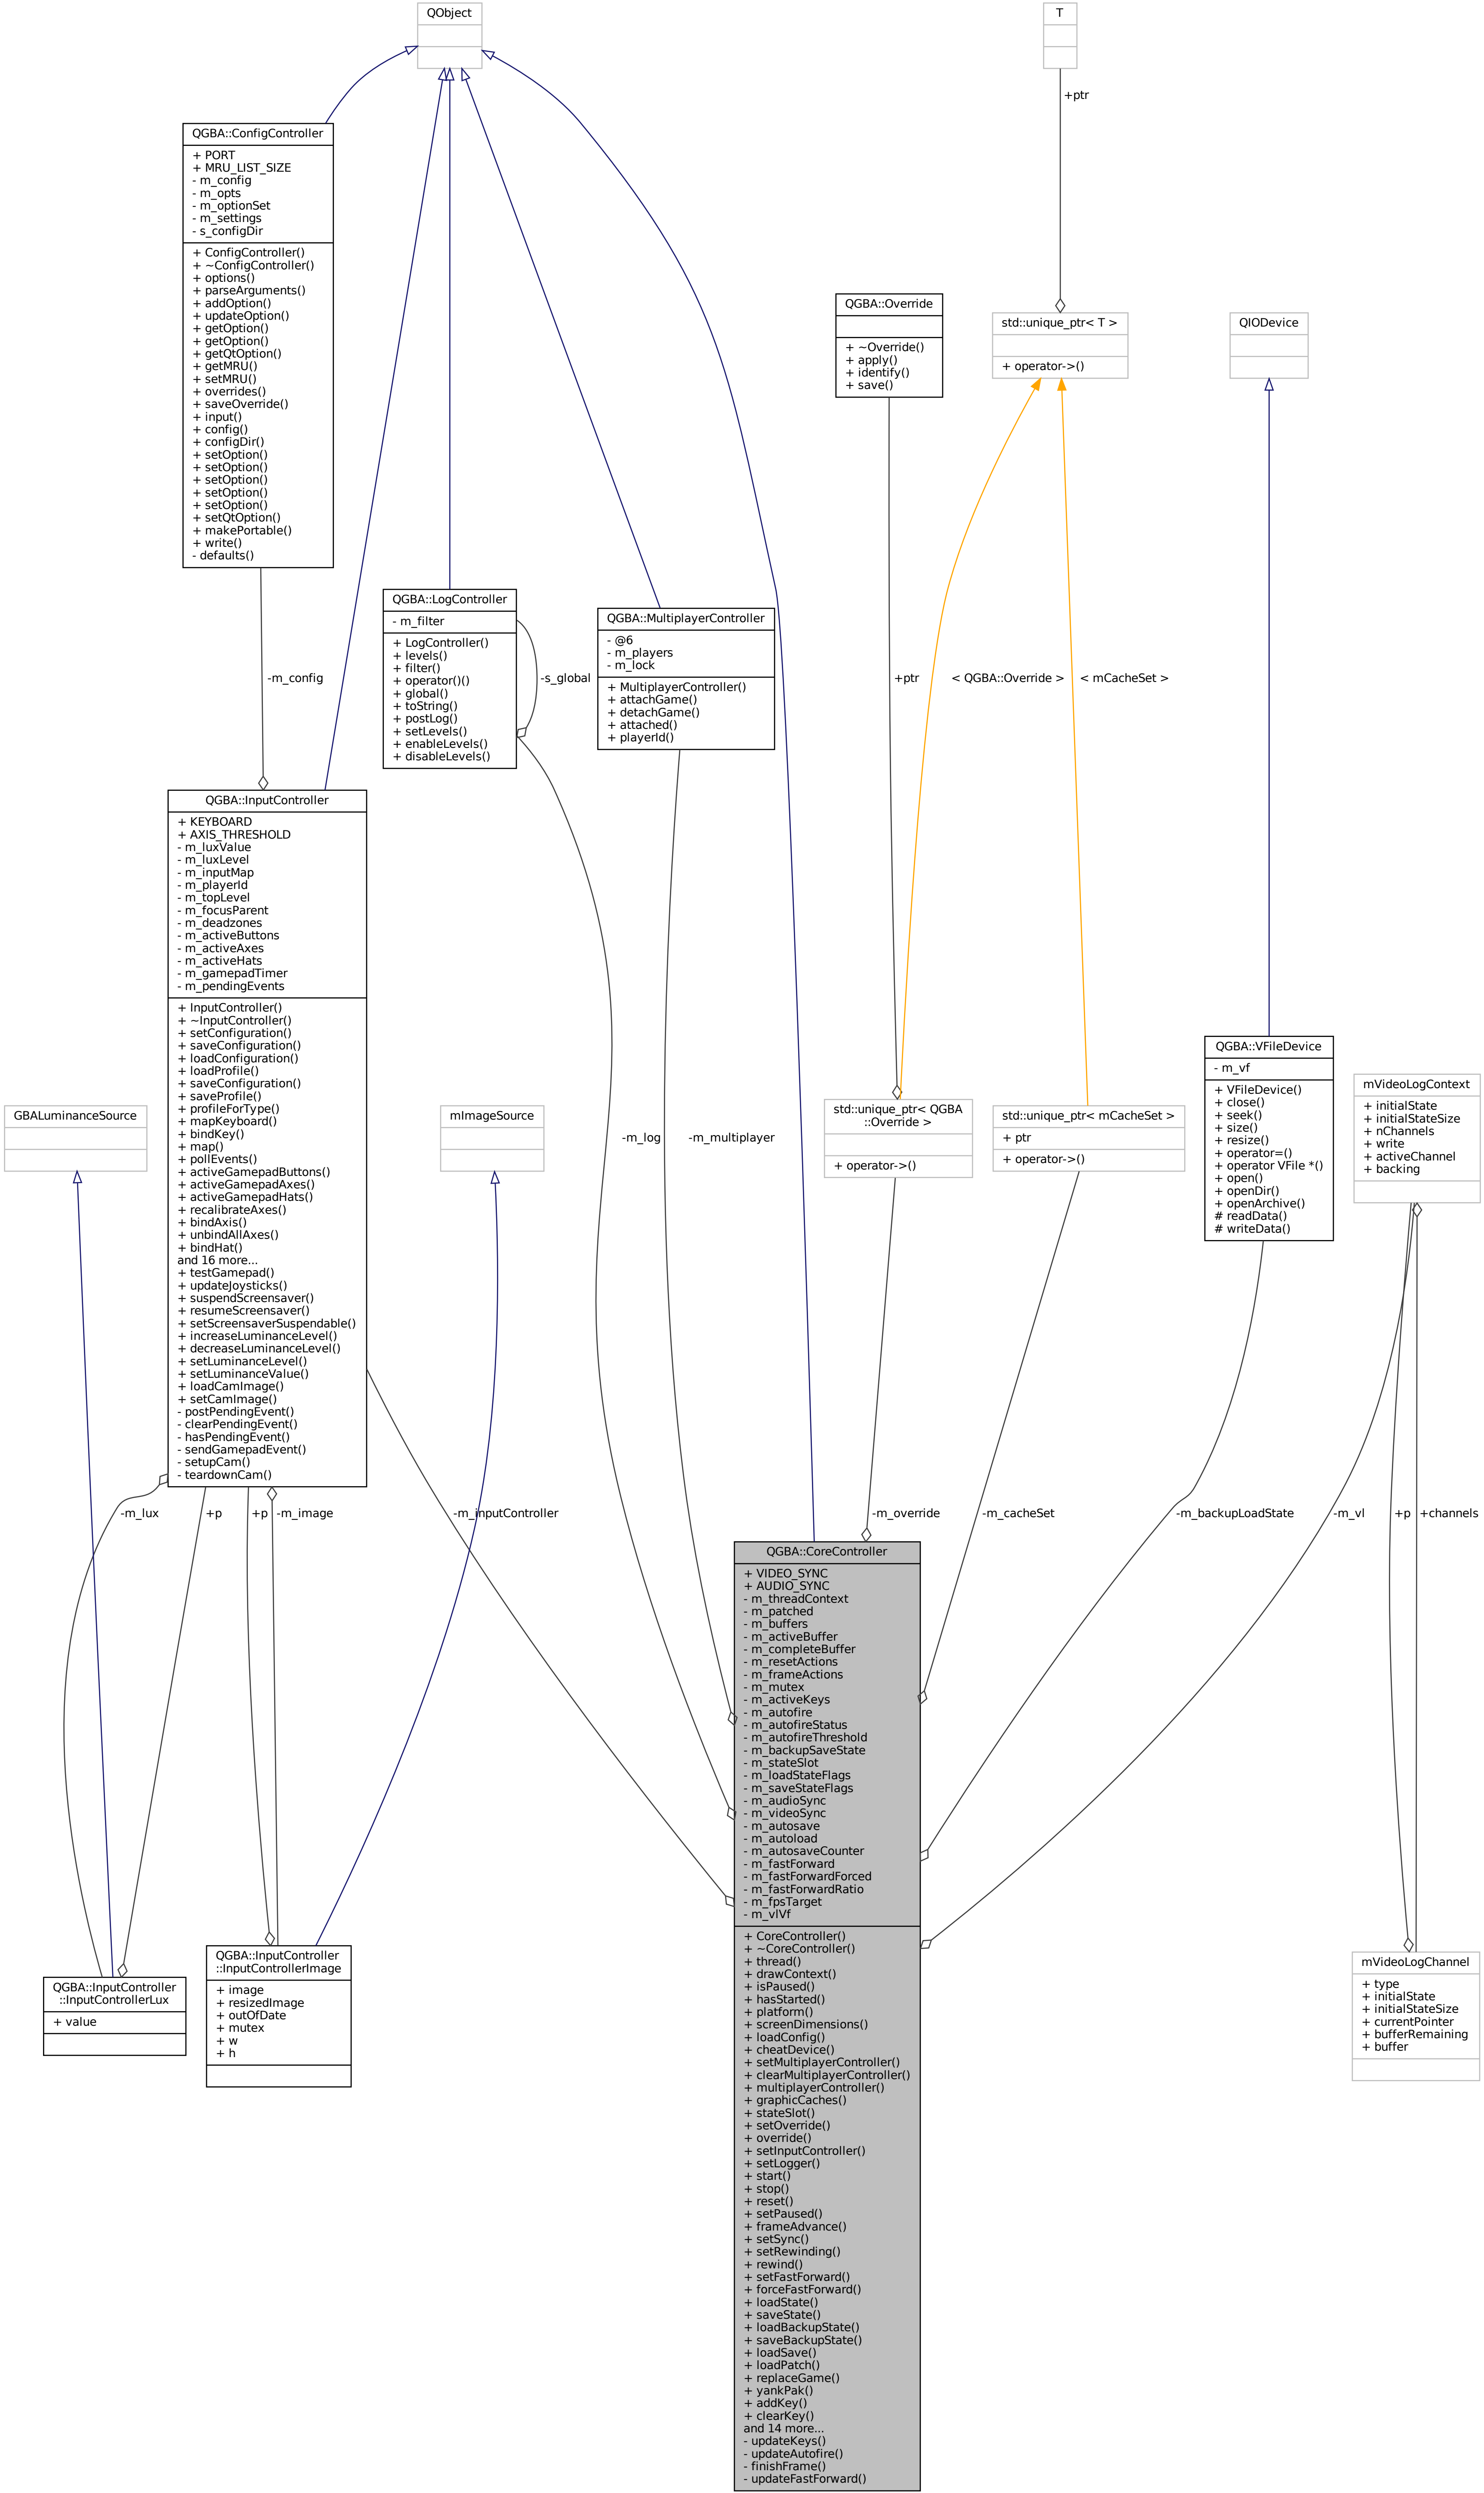 QObject
T
+ptr
QGBA::ConfigController
+ PORT
+ MRU_LIST_SIZE
- m_config
- m_opts
- m_optionSet
- m_settings
- s_configDir
+ ConfigController()
+ ~ConfigController()
+ options()
+ parseArguments()
+ addOption()
+ updateOption()
+ getOption()
+ getOption()
+ getQtOption()
+ getMRU()
+ setMRU()
+ overrides()
+ saveOverride()
+ input()
+ config()
+ configDir()
+ setOption()
+ setOption()
+ setOption()
+ setOption()
+ setOption()
+ setQtOption()
+ makePortable()
+ write()
- defaults()
QGBA::Override
+ ~Override()
+ apply()
+ identify()
+ save()
std::unique_ptr< T >
+ operator->()
QIODevice
QGBA::LogController
- m_filter
+ LogController()
+ levels()
+ filter()
+ operator()()
+ global()
+ toString()
+ postLog()
+ setLevels()
+ enableLevels()
+ disableLevels()
-s_global
QGBA::MultiplayerController
- @6
- m_players
- m_lock
+ MultiplayerController()
+ attachGame()
+ detachGame()
+ attached()
+ playerId()
-m_config
+ptr
< QGBA::Override >
< mCacheSet >
QGBA::InputController
+ KEYBOARD
+ AXIS_THRESHOLD
- m_luxValue
- m_luxLevel
- m_inputMap
- m_playerId
- m_topLevel
- m_focusParent
- m_deadzones
- m_activeButtons
- m_activeAxes
- m_activeHats
- m_gamepadTimer
- m_pendingEvents
+ InputController()
+ ~InputController()
+ setConfiguration()
+ saveConfiguration()
+ loadConfiguration()
+ loadProfile()
+ saveConfiguration()
+ saveProfile()
+ profileForType()
+ mapKeyboard()
+ bindKey()
+ map()
+ pollEvents()
+ activeGamepadButtons()
+ activeGamepadAxes()
+ activeGamepadHats()
+ recalibrateAxes()
+ bindAxis()
+ unbindAllAxes()
+ bindHat()
and 16 more...
+ testGamepad()
+ updateJoysticks()
+ suspendScreensaver()
+ resumeScreensaver()
+ setScreensaverSuspendable()
+ increaseLuminanceLevel()
+ decreaseLuminanceLevel()
+ setLuminanceLevel()
+ setLuminanceValue()
+ loadCamImage()
+ setCamImage()
- postPendingEvent()
- clearPendingEvent()
- hasPendingEvent()
- sendGamepadEvent()
- setupCam()
- teardownCam()
GBALuminanceSource
mImageSource
-m_log
-m_multiplayer
std::unique_ptr< QGBA
::Override >
+ operator->()
std::unique_ptr< mCacheSet >
+ ptr
+ operator->()
QGBA::VFileDevice
- m_vf
+ VFileDevice()
+ close()
+ seek()
+ size()
+ resize()
+ operator=()
+ operator VFile *()
+ open()
+ openDir()
+ openArchive()
# readData()
# writeData()
mVideoLogContext
+ initialState
+ initialStateSize
+ nChannels
+ write
+ activeChannel
+ backing
-m_lux
+p
+p
-m_image
-m_inputController
-m_override
-m_cacheSet
-m_backupLoadState
-m_vl
+p
+channels
QGBA::CoreController
+ VIDEO_SYNC
+ AUDIO_SYNC
- m_threadContext
- m_patched
- m_buffers
- m_activeBuffer
- m_completeBuffer
- m_resetActions
- m_frameActions
- m_mutex
- m_activeKeys
- m_autofire
- m_autofireStatus
- m_autofireThreshold
- m_backupSaveState
- m_stateSlot
- m_loadStateFlags
- m_saveStateFlags
- m_audioSync
- m_videoSync
- m_autosave
- m_autoload
- m_autosaveCounter
- m_fastForward
- m_fastForwardForced
- m_fastForwardRatio
- m_fpsTarget
- m_vlVf
+ CoreController()
+ ~CoreController()
+ thread()
+ drawContext()
+ isPaused()
+ hasStarted()
+ platform()
+ screenDimensions()
+ loadConfig()
+ cheatDevice()
+ setMultiplayerController()
+ clearMultiplayerController()
+ multiplayerController()
+ graphicCaches()
+ stateSlot()
+ setOverride()
+ override()
+ setInputController()
+ setLogger()
+ start()
+ stop()
+ reset()
+ setPaused()
+ frameAdvance()
+ setSync()
+ setRewinding()
+ rewind()
+ setFastForward()
+ forceFastForward()
+ loadState()
+ saveState()
+ loadBackupState()
+ saveBackupState()
+ loadSave()
+ loadPatch()
+ replaceGame()
+ yankPak()
+ addKey()
+ clearKey()
and 14 more...
- updateKeys()
- updateAutofire()
- finishFrame()
- updateFastForward()
QGBA::InputController
::InputControllerLux
+ value
QGBA::InputController
::InputControllerImage
+ image
+ resizedImage
+ outOfDate
+ mutex
+ w
+ h
mVideoLogChannel
+ type
+ initialState
+ initialStateSize
+ currentPointer
+ bufferRemaining
+ buffer